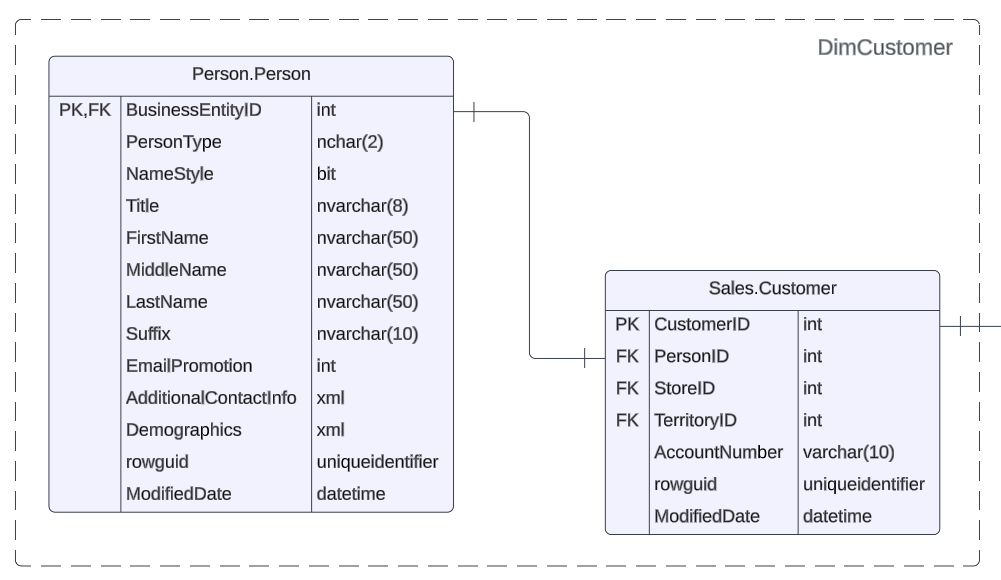 DimCustomer
Person.Person
PK,FK BusinessEntityID int
PersonType nchar(2)
NameStyle bit
Title nvarchar(8)
FirstName nvarchar(50)
MiddleName nvarchar(50)
LastName nvarchar(50)
Suffix nvarchar(10)
EmailPromotion int
AdditionalContactInfo xml
Demographics xml
rowguid uniqueidentifier
ModifiedDate datetime
Sales.Customer
PK CustomerID int
FK PersonID int
FK StoreID int
FK TerritoryID int
AccountNumber varchar(10)
rowguid uniqueidentifier
ModifiedDate datetime